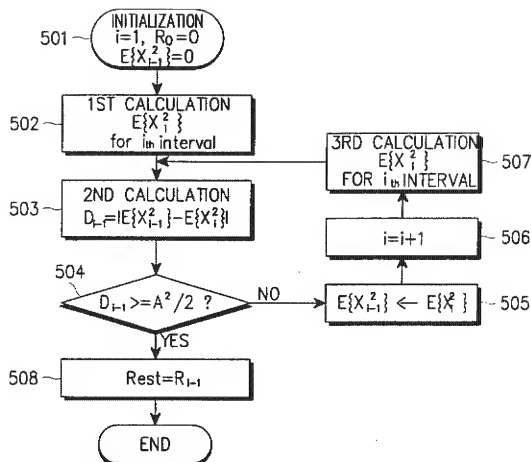 501
INITIALIZATION
i=1, R₀=0
E{X²ᵢ₋₁}=0
502
1ST CALCULATION
E{X²ᵢ}
for ith interval
503
2ND CALCULATION
Dᵢ₋₁=|E{X²ᵢ₋₁}-E{X²ᵢ}|
504
Dᵢ₋₁>=A²/2 ?
NO
YES
505
E{X²ᵢ₋₁} ← E{X²ᵢ}
506
i=i+1
507
3RD CALCULATION
E{X²ᵢ}
FOR ith INTERVAL
508
Rest=Rᵢ₋₁
END